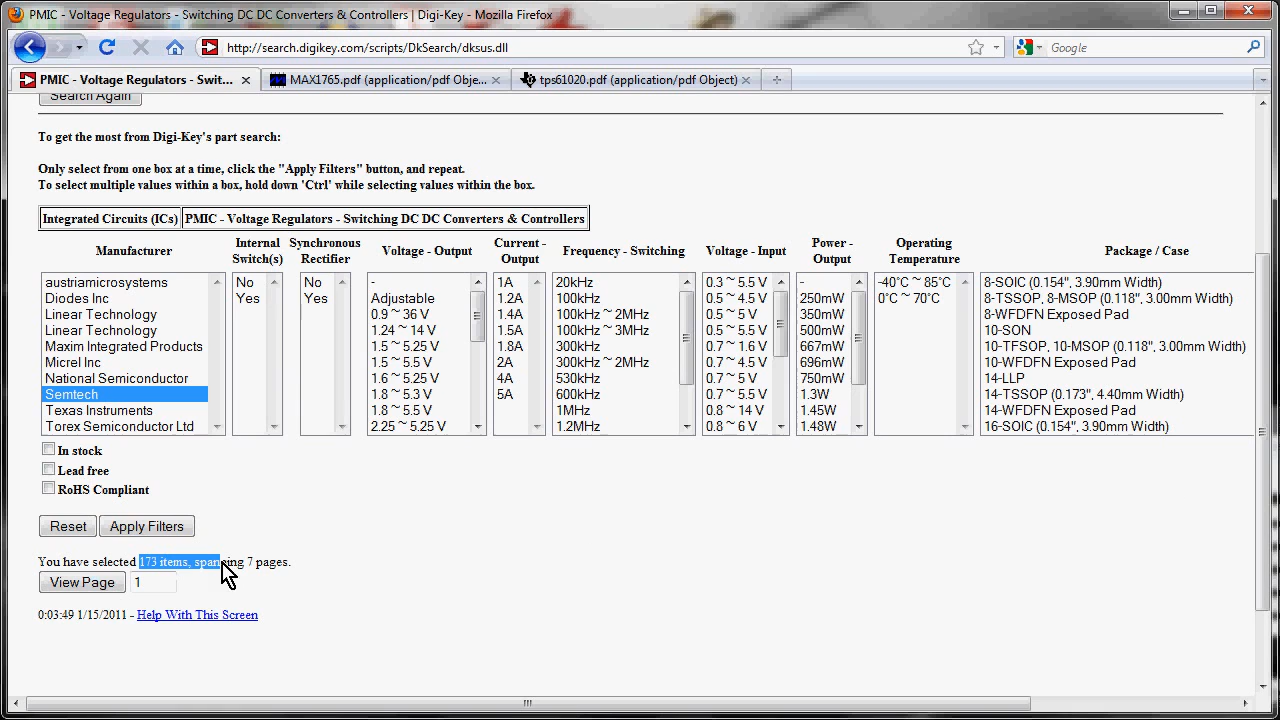 PMIC - Voltage Regulators - Switching DC DC Converters & Controllers | Digi-Key - Mozilla Firefox
http://search.digikey.com/scripts/DkSearch/dksus.dll
Google
PMIC - Voltage Regulators - Swit...
MAX1765.pdf (application/pdf Obje...
tps61020.pdf (application/pdf Object)
Search Again
To get the most from Digi-Key's part search:
Only select from one box at a time, click the "Apply Filters" button, and repeat.
To select multiple values within a box, hold down 'Ctrl' while selecting values within the box.
Integrated Circuits (ICs) PMIC - Voltage Regulators - Switching DC DC Converters & Controllers
Manufacturer
austriamicrosystems
Diodes Inc
Linear Technology
Linear Technology
Maxim Integrated Products
Micrel Inc
National Semiconductor
Semtech
Texas Instruments
Torex Semiconductor Ltd
Internal
Switch(s)
No
Yes
Synchronous
Rectifier
No
Yes
Voltage - Output
-
Adjustable
0.9 ~ 36 V
1.24 ~ 14 V
1.5 ~ 5.25 V
1.5 ~ 5.5 V
1.6 ~ 5.25 V
1.8 ~ 5.3 V
1.8 ~ 5.5 V
2.25 ~ 5.25 V
Current -
Output
1A
1.2A
1.4A
1.5A
1.8A
2A
4A
5A
Frequency - Switching
20kHz
100kHz
100kHz ~ 2MHz
100kHz ~ 3MHz
300kHz
300kHz ~ 2MHz
530kHz
600kHz
1MHz
1.2MHz
Voltage - Input
0.3 ~ 5.5 V
0.5 ~ 4.5 V
0.5 ~ 5 V
0.5 ~ 5.5 V
0.7 ~ 1.6 V
0.7 ~ 5 V
0.7 ~ 5 V
0.7 ~ 5.5 V
0.8 ~ 14 V
0.8 ~ 6 V
Power -
Output
-
250mW
350mW
500mW
667mW
696mW
750mW
1.3W
1.45W
1.48W
Operating
Temperature
-40°C ~ 85°C
0°C ~ 70°C
Package / Case
8-SOIC (0.154", 3.90mm Width)
8-TSSOP, 8-MSOP (0.118", 3.00mm Width)
8-WFDFN Exposed Pad
10-SON
10-TFSOP, 10-MSOP (0.118", 3.00mm Width)
10-WFDFN Exposed Pad
14-LLP
14-TSSOP (0.173", 4.40mm Width)
14-WFDFN Exposed Pad
16-SOIC (0.154", 3.90mm Width)
In stock
Lead free
RoHS Compliant
Reset Apply Filters
You have selected 173 items, spanning 7 pages.
View Page 1
0:03:49 1/15/2011 - Help With This Screen